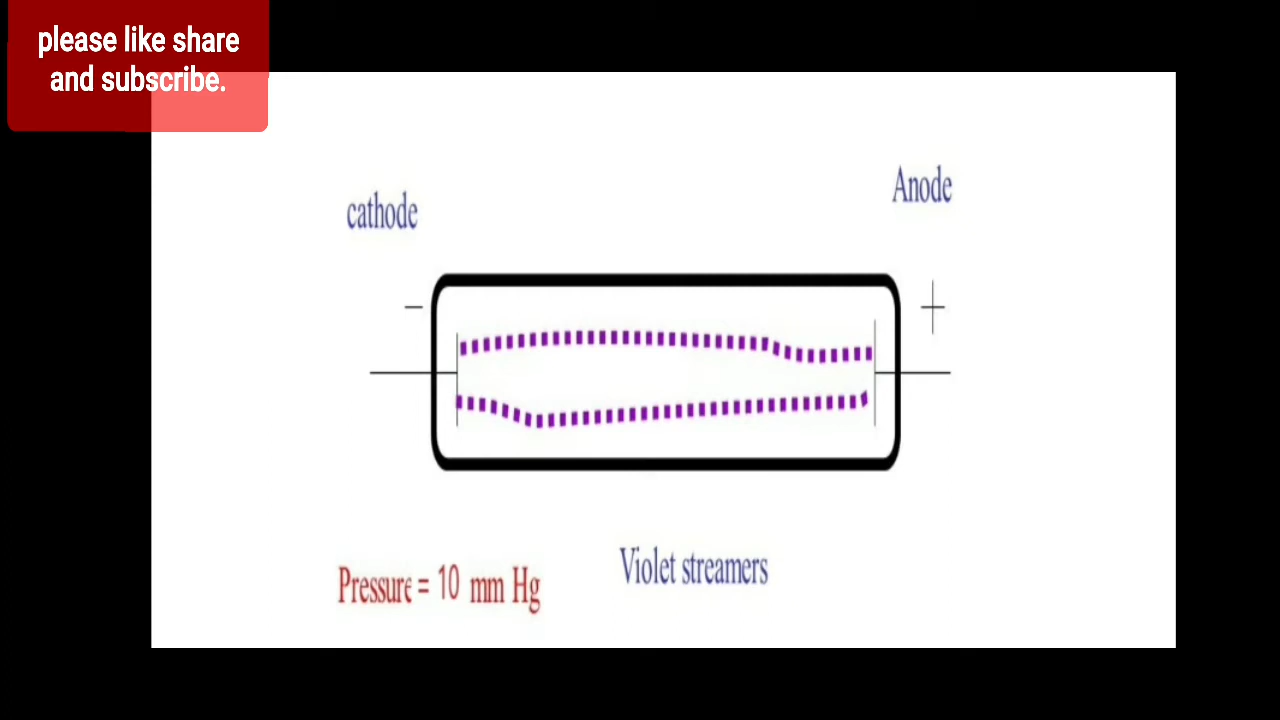 please like share
and subscribe.
cathode
Anode
−
+
Pressure = 10 mm Hg
Violet streamers